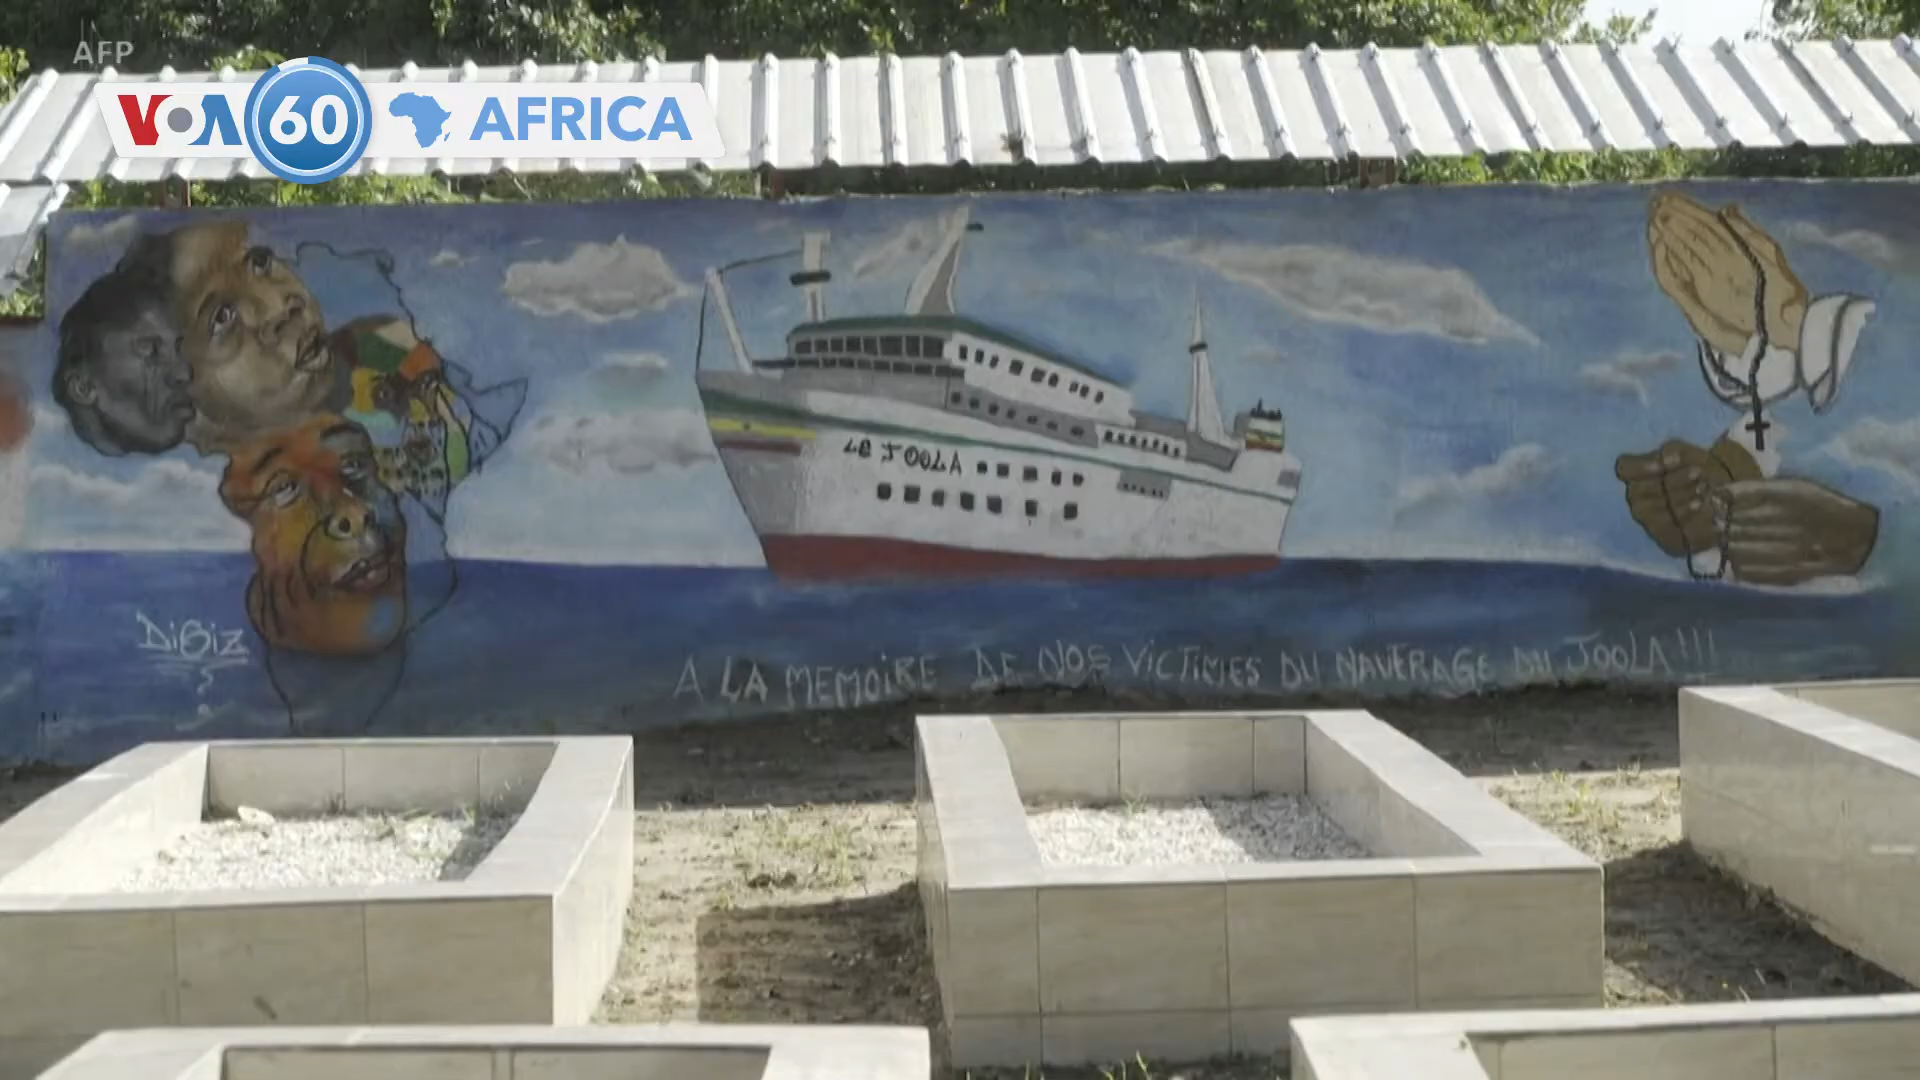 AFP
VOA 60 AFRICA
LE JOOLA
DiBiz
A LA MEMOiRE DE NOS VICTIMES DU NAUFRAGE DU JOOLA!!!